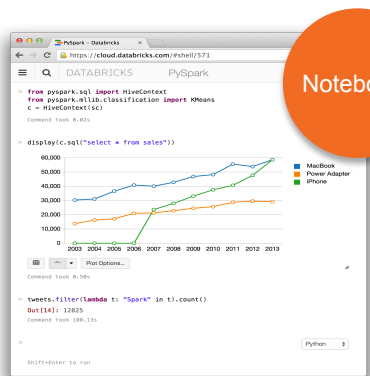 PySpark - Databricks
https://cloud.databricks.com/#shell/571
DATABRICKS PySpark
Notebo
> from pyspark.sql import HiveContext
from pyspark.mllib.classification import KMeans
c = HiveContext(sc)
Command took 0.02s
> display(c.sql("select * from sales"))
60,000
50,000
40,000
30,000
20,000
10,000
0
2003 2004 2005 2006 2007 2008 2009 2010 2011 2012 2013
MacBook
Power Adapter
iPhone
Plot Options...
Command took 0.50s
> tweets.filter(lambda t: "Spark" in t).count()
Out[14]: 12825
Command took 100.13s
>
Python
Shift+Enter to run